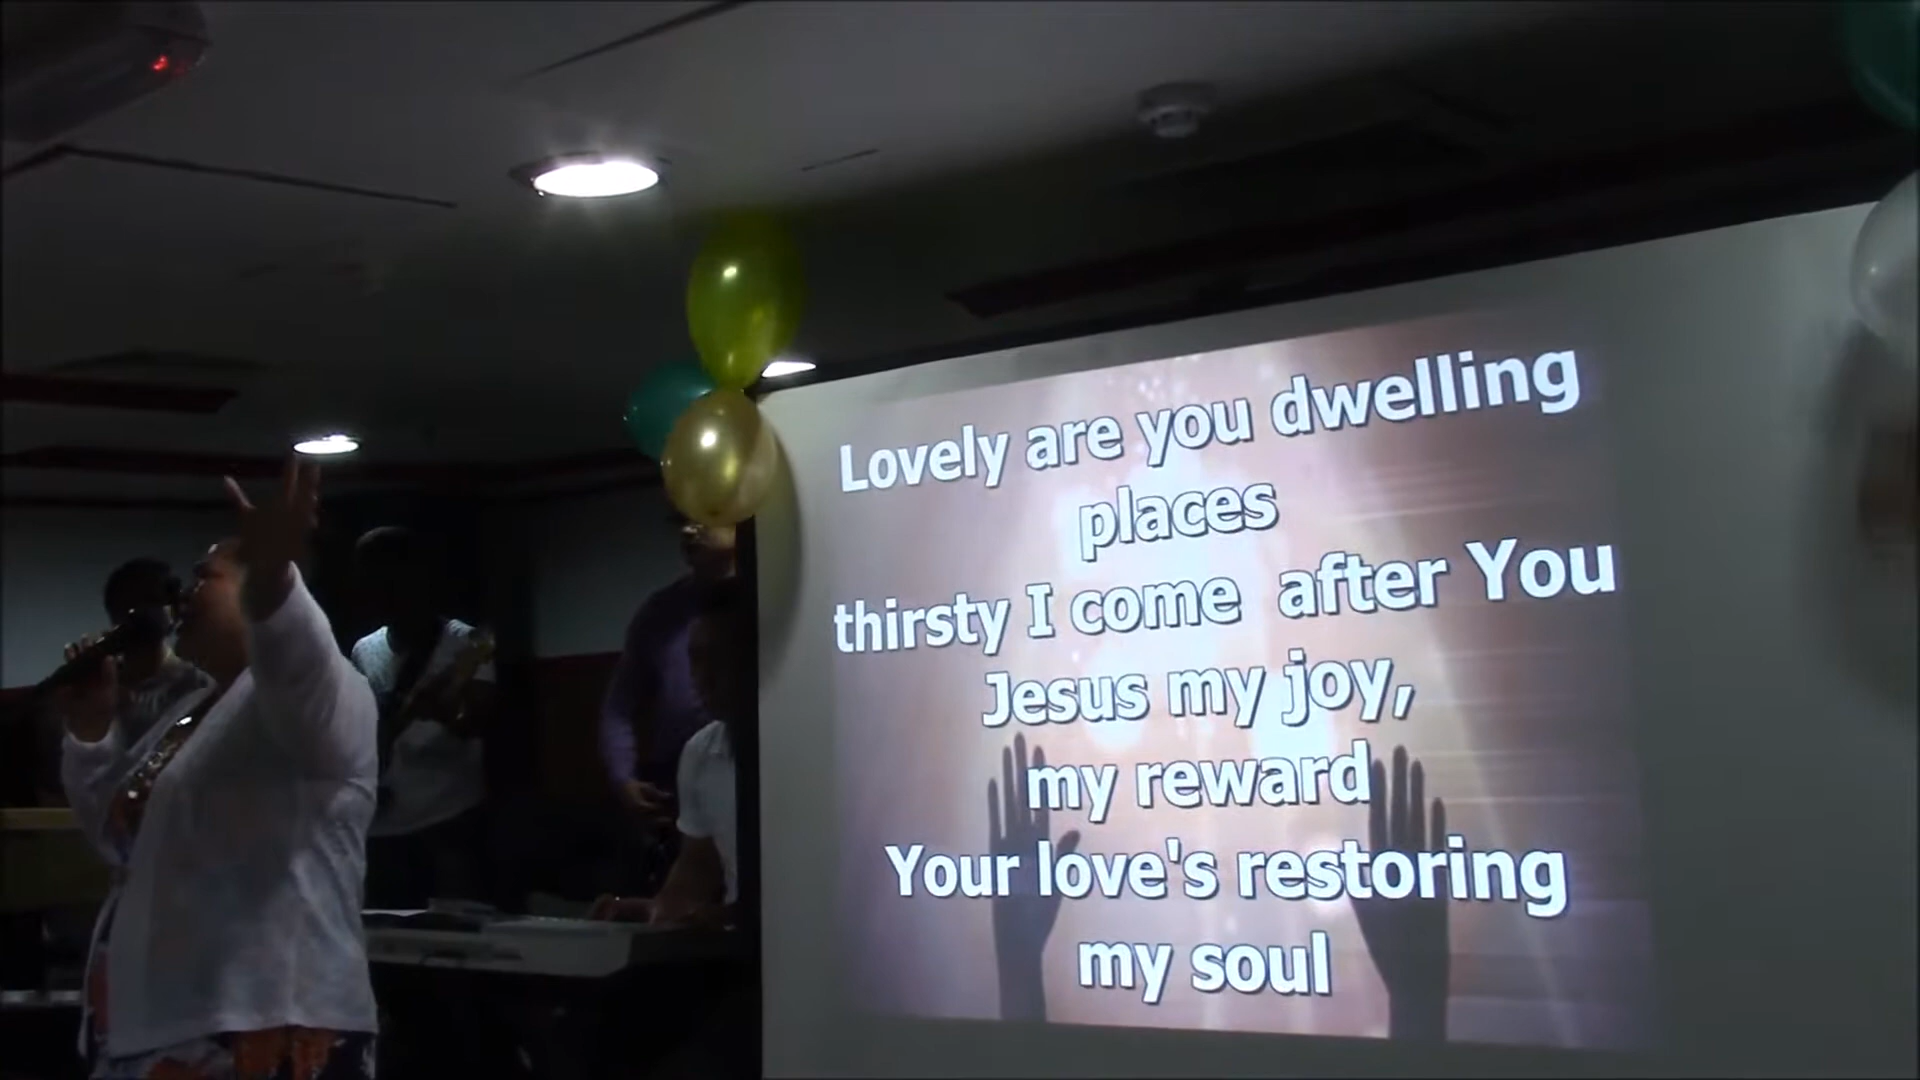 Lovely are you dwelling
places
thirsty I come after You
Jesus my joy,
my reward
Your love's restoring
my soul